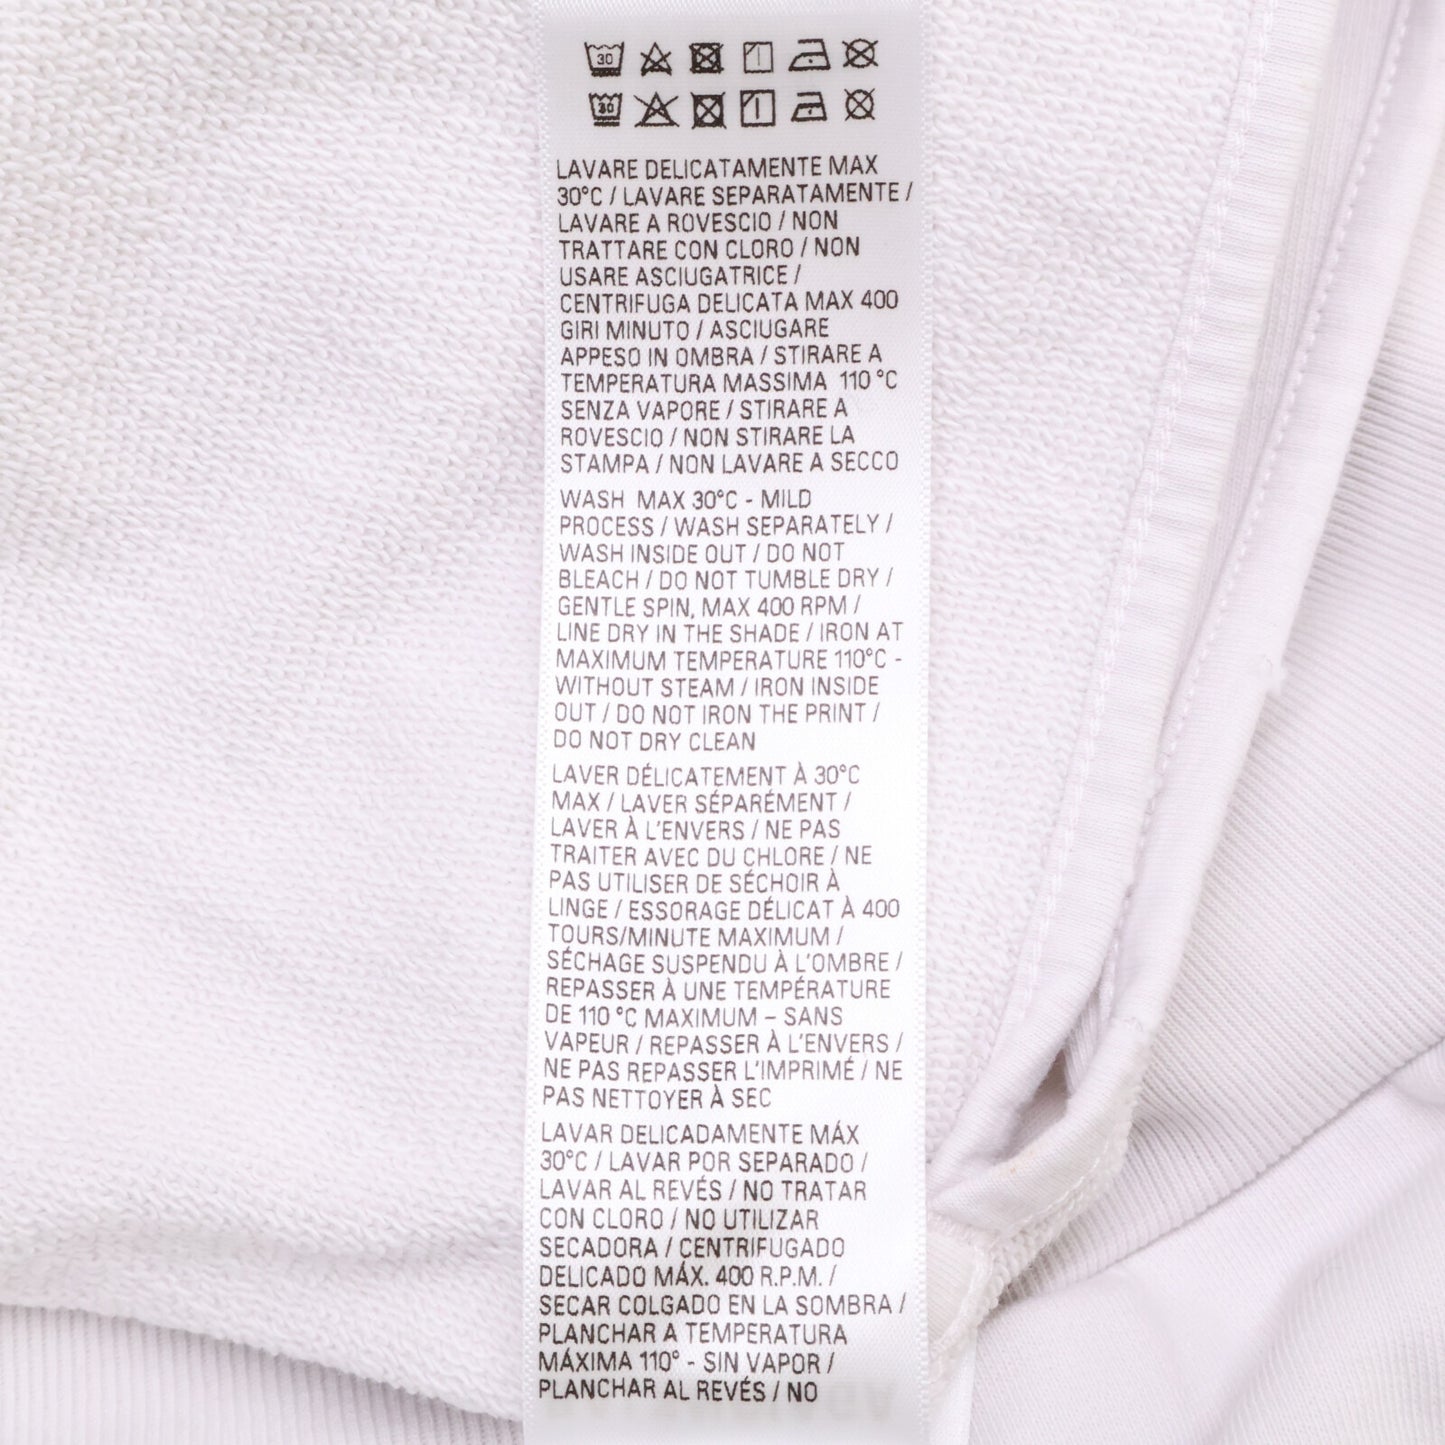 30
30
LAVARE DELICATAMENTE MAX
30°C / LAVARE SEPARATAMENTE /
LAVARE A ROVESCIO / NON
TRATTARE CON CLORO / NON
USARE ASCIUGATRICE /
CENTRIFUGA DELICATA MAX 400
GIRI MINUTO / ASCIUGARE
APPESO IN OMBRA / STIRARE A
TEMPERATURA MASSIMA 110 °C
SENZA VAPORE / STIRARE A
ROVESCIO / NON STIRARE LA
STAMPA / NON LAVARE A SECCO
WASH MAX 30°C - MILD
PROCESS / WASH SEPARATELY /
WASH INSIDE OUT / DO NOT
BLEACH / DO NOT TUMBLE DRY /
GENTLE SPIN, MAX 400 RPM /
LINE DRY IN THE SHADE / IRON AT
MAXIMUM TEMPERATURE 110°C -
WITHOUT STEAM / IRON INSIDE
OUT / DO NOT IRON THE PRINT /
DO NOT DRY CLEAN
LAVER DÉLICATEMENT À 30°C
MAX / LAVER SÉPARÉMENT /
LAVER À L'ENVERS / NE PAS
TRAITER AVEC DU CHLORE / NE
PAS UTILISER DE SÉCHOIR À
LINGE / ESSORAGE DÉLICAT À 400
TOURS/MINUTE MAXIMUM /
SÉCHAGE SUSPENDU À L'OMBRE /
REPASSER À UNE TEMPÉRATURE
DE 110 °C MAXIMUM – SANS
VAPEUR / REPASSER À L'ENVERS /
NE PAS REPASSER L'IMPRIMÉ / NE
PAS NETTOYER À SEC
LAVAR DELICADAMENTE MÁX
30°C / LAVAR POR SEPARADO /
LAVAR AL REVÉS / NO TRATAR
CON CLORO / NO UTILIZAR
SECADORA / CENTRIFUGADO
DELICADO MÁX. 400 R.P.M. /
SECAR COLGADO EN LA SOMBRA /
PLANCHAR A TEMPERATURA
MÁXIMA 110° - SIN VAPOR /
PLANCHAR AL REVÉS / NO